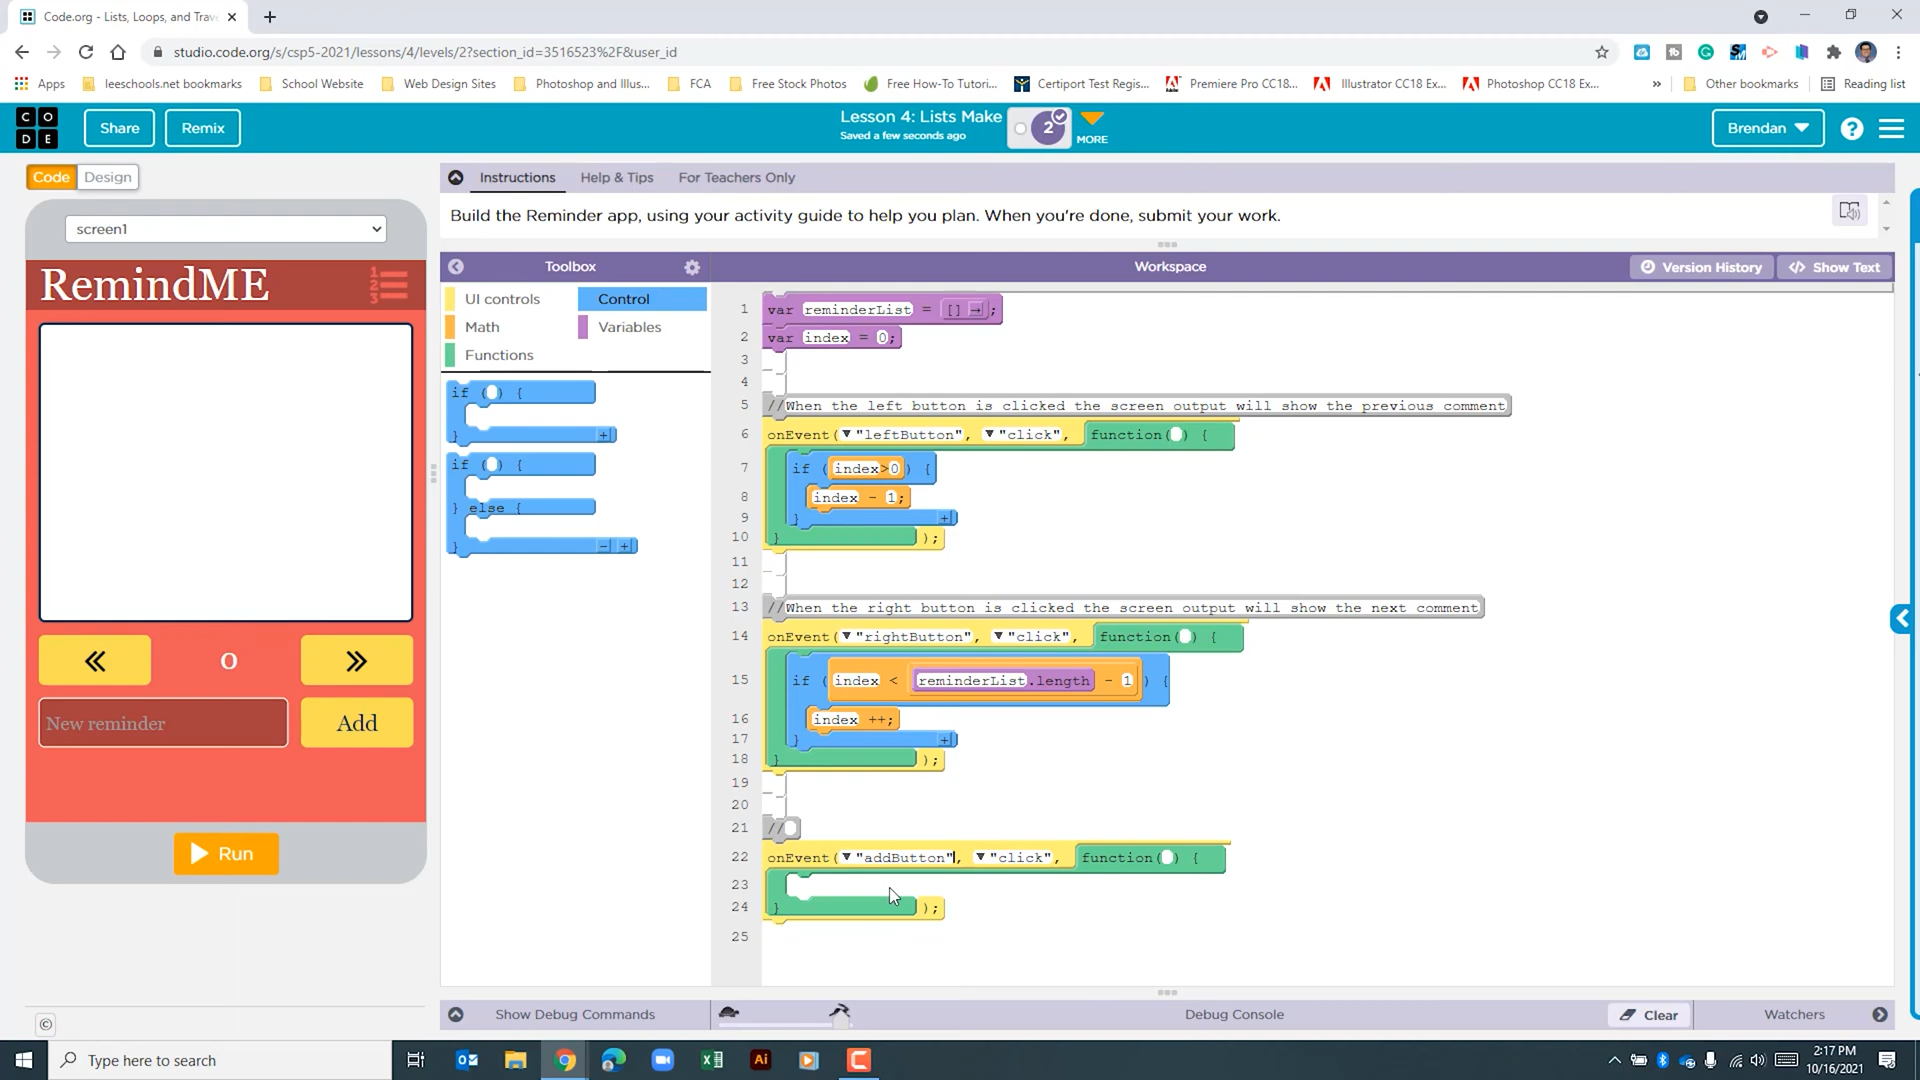 Code.org - Lists, Loops, and Trav
studio.code.org/s/csp5-2021/lessons/4/levels/2?section_id=3516523%2F&user_id
Apps leeschools.net bookmarks School Website Web Design Sites Photoshop and Illus... FCA Free Stock Photos Free How-To Tutori... Certiport Test Regis... Premiere Pro CC18... Illustrator CC18 Ex... Photoshop CC18 Ex... » Other bookmarks Reading list
C O D E
Share
Remix
Lesson 4: Lists Make
Saved a few seconds ago
2
MORE
Brendan
?
Code Design
Instructions Help & Tips For Teachers Only
Build the Reminder app, using your activity guide to help you plan. When you're done, submit your work.
screen1
RemindME
1
2
3
0
New reminder
Add
Run
©
Toolbox
UI controls Control
Math Variables
Functions
if ( ) {
}
if ( ) {
} else {
}
Workspace
Version History
Show Text
1 var reminderList = [] ;
2 var index = 0;
3
4
5 //When the left button is clicked the screen output will show the previous comment
6 onEvent( "leftButton", "click", function( ) {
7 if (index>0) {
8 index - 1;
9 }
10 } );
11
12
13 //When the right button is clicked the screen output will show the next comment
14 onEvent( "rightButton", "click", function( ) {
15 if (index < reminderList.length - 1 ) {
16 index ++;
17 }
18 } );
19
20
21 //
22 onEvent( "addButton", "click", function( ) {
23
24 } );
25
Show Debug Commands
Debug Console
Clear
Watchers
Type here to search
2:17 PM
10/16/2021